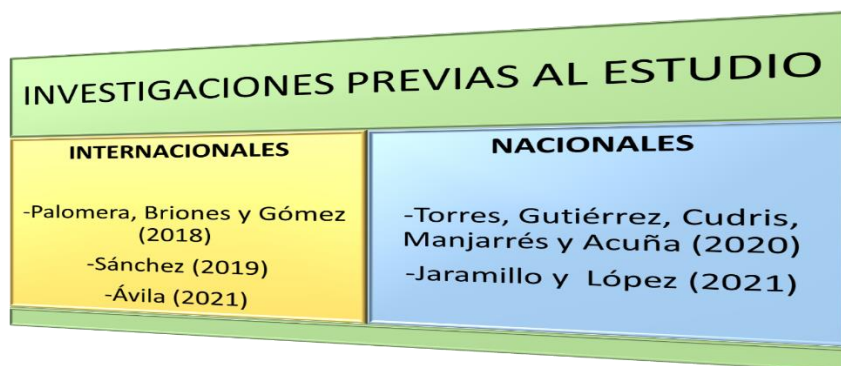 INVESTIGACIONES PREVIAS AL ESTUDIO
INTERNACIONALES
-Palomera, Briones y Gómez
(2018)
-Sánchez (2019)
-Ávila (2021)
NACIONALES
-Torres, Gutiérrez, Cudris,
Manjarrés y Acuña (2020)
-Jaramillo y López (2021)